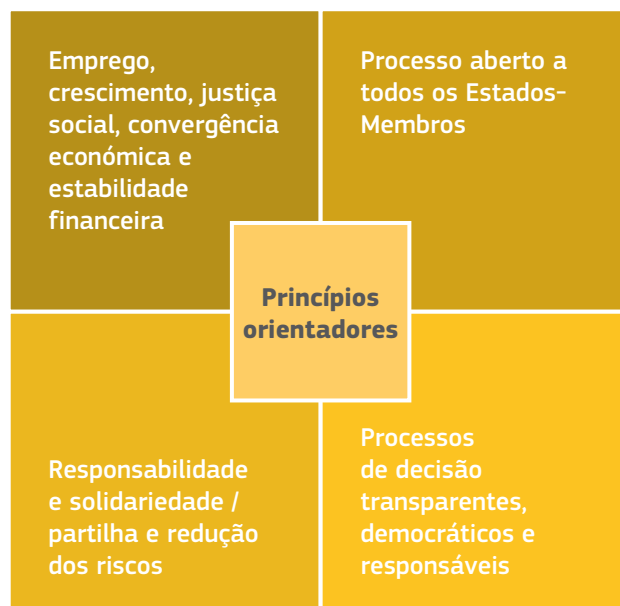 Emprego,
crescimento, justiça
social, convergência
económica e
estabilidade
financeira
Processo aberto a
todos os Estados-
Membros
Princípios
orientadores
Responsabilidade
e solidariedade /
partilha e redução
dos riscos
Processos
de decisão
transparentes,
democráticos e
responsáveis